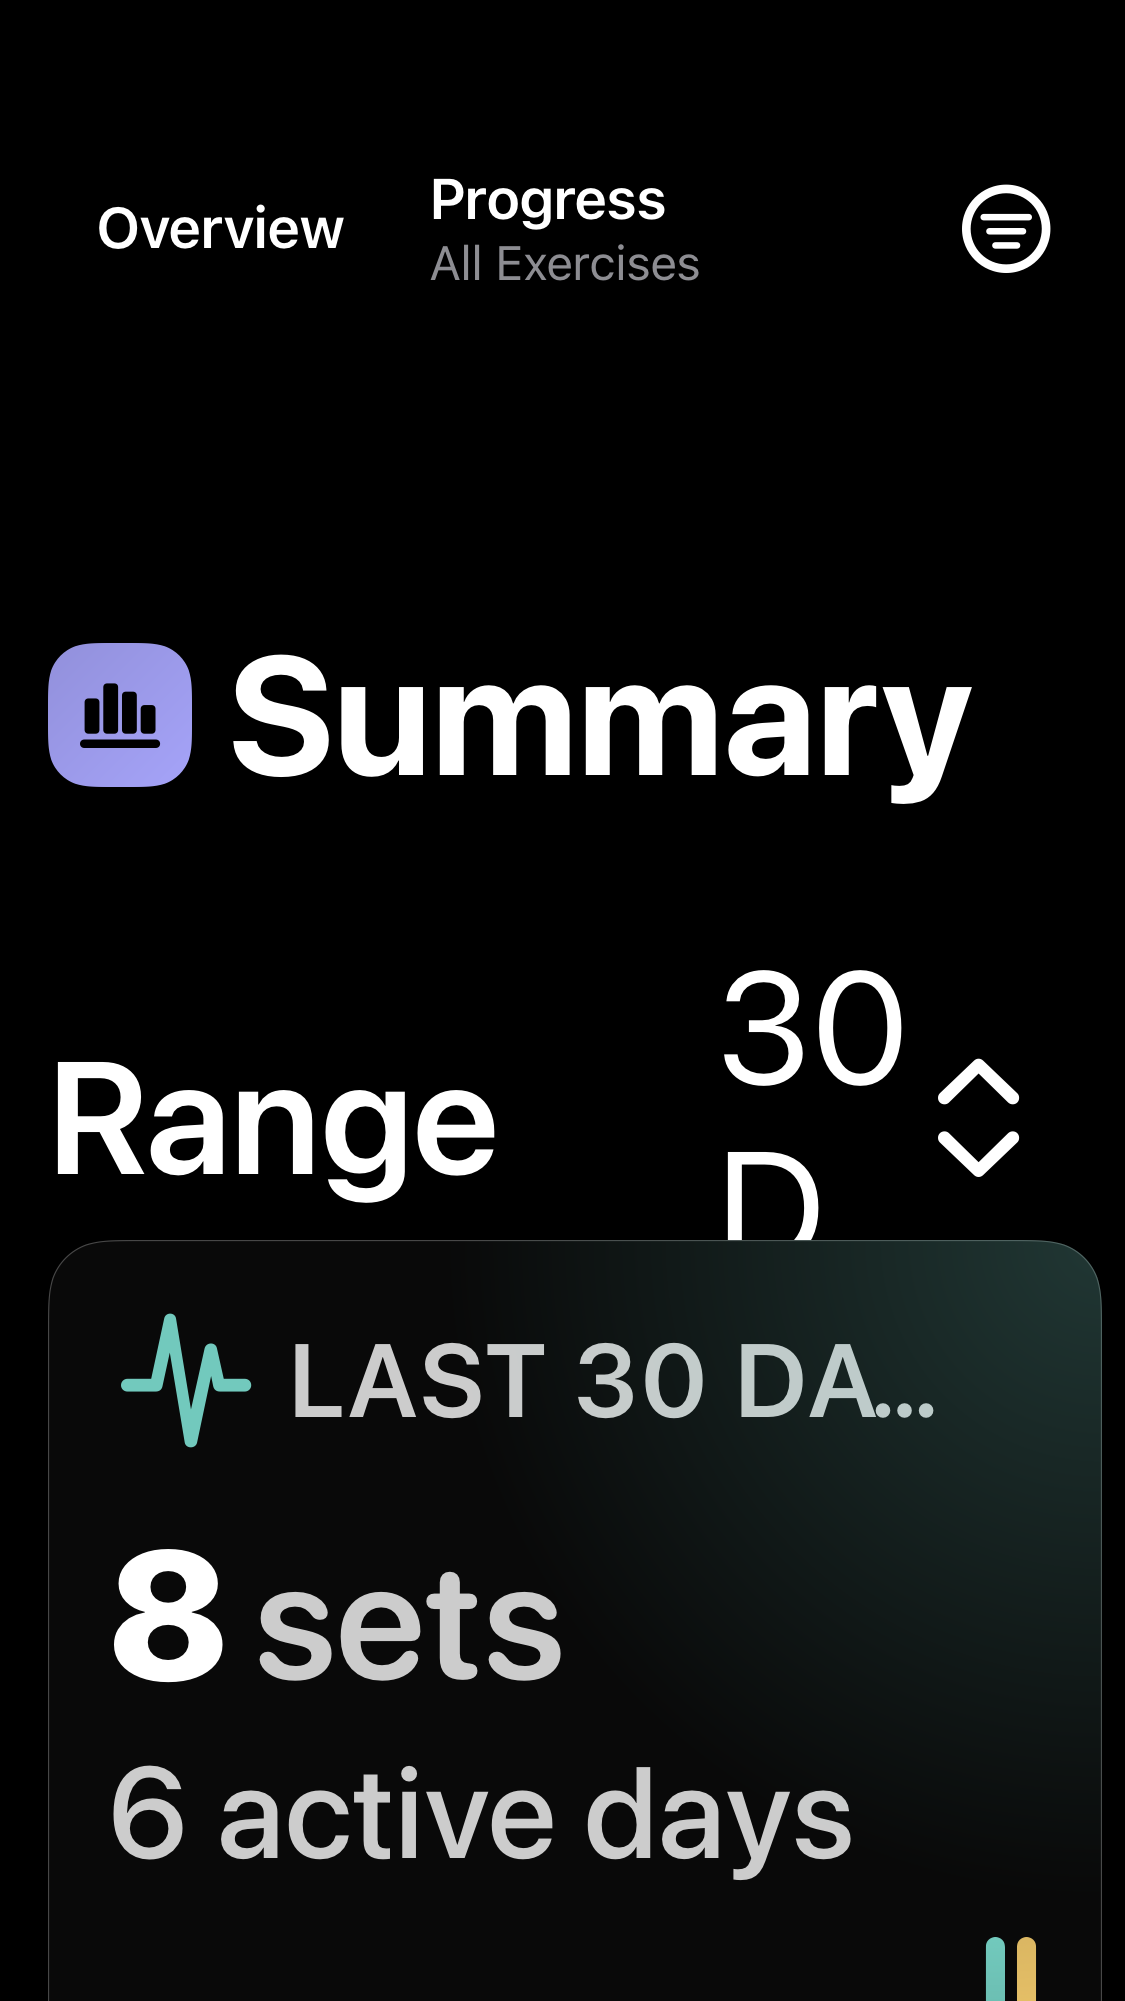 Overview
Progress
All Exercises
Summary
Range
30
D
LAST 30 DA...
8 sets
6 active days